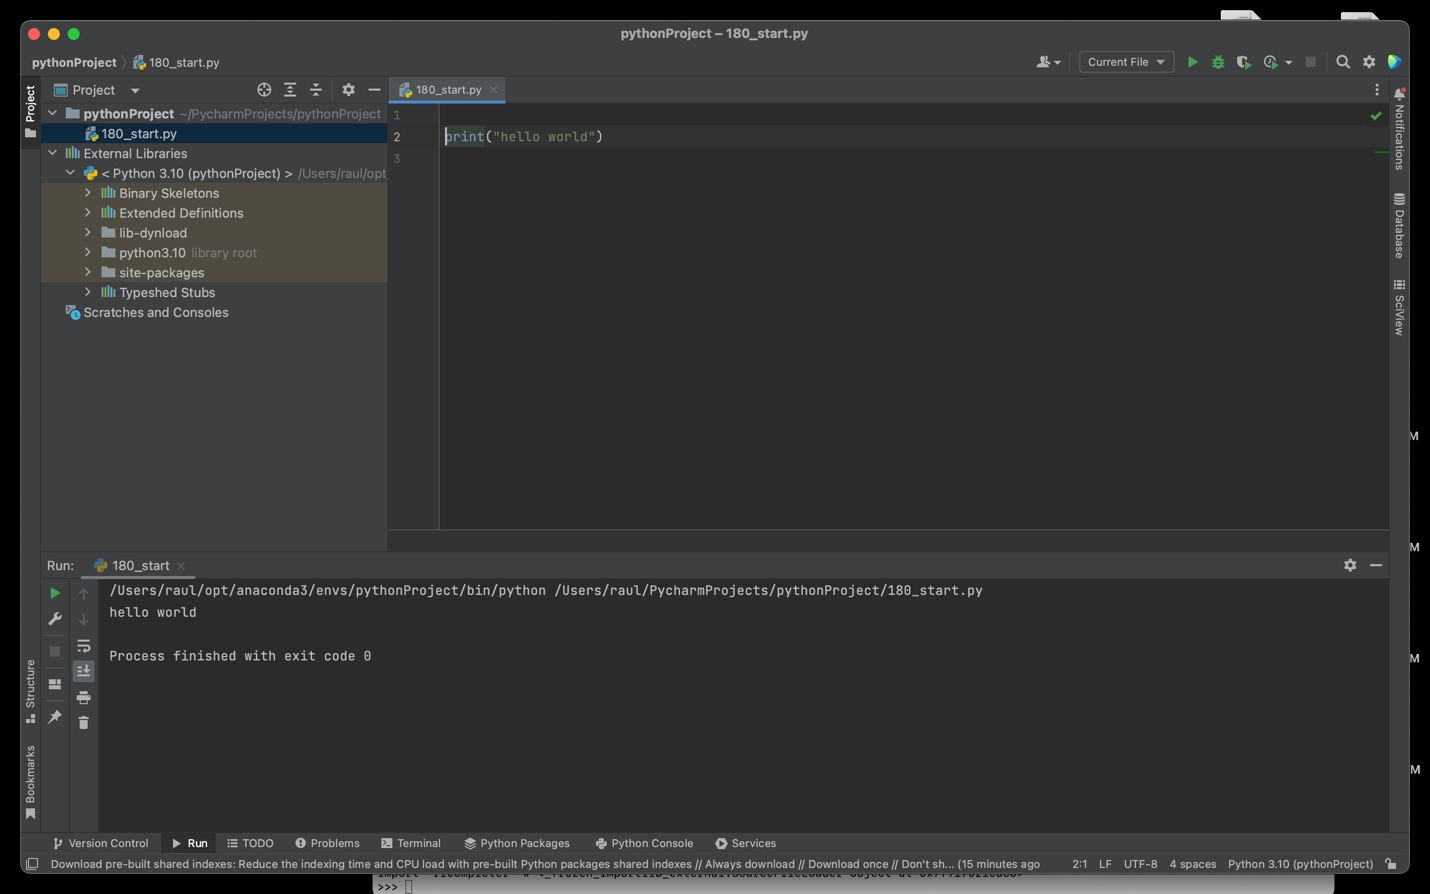 pythonProject – 180_start.py
pythonProject 180_start.py
Current File
Project
Project
180_start.py
pythonProject ~/PycharmProjects/pythonProject
180_start.py
External Libraries
< Python 3.10 (pythonProject) > /Users/raul/opt
Binary Skeletons
Extended Definitions
lib-dynload
python3.10 library root
site-packages
Typeshed Stubs
Scratches and Consoles
1
2 print("hello world")
3
Notifications
Database
SciView
M
M
M
M
Run: 180_start
/Users/raul/opt/anaconda3/envs/pythonProject/bin/python /Users/raul/PycharmProjects/pythonProject/180_start.py
hello world
Process finished with exit code 0
Structure
Bookmarks
Version Control Run TODO Problems Terminal Python Packages Python Console Services
Download pre-built shared indexes: Reduce the indexing time and CPU load with pre-built Python packages shared indexes // Always download // Download once // Don't sh... (15 minutes ago 2:1 LF UTF-8 4 spaces Python 3.10 (pythonProject)
>>>